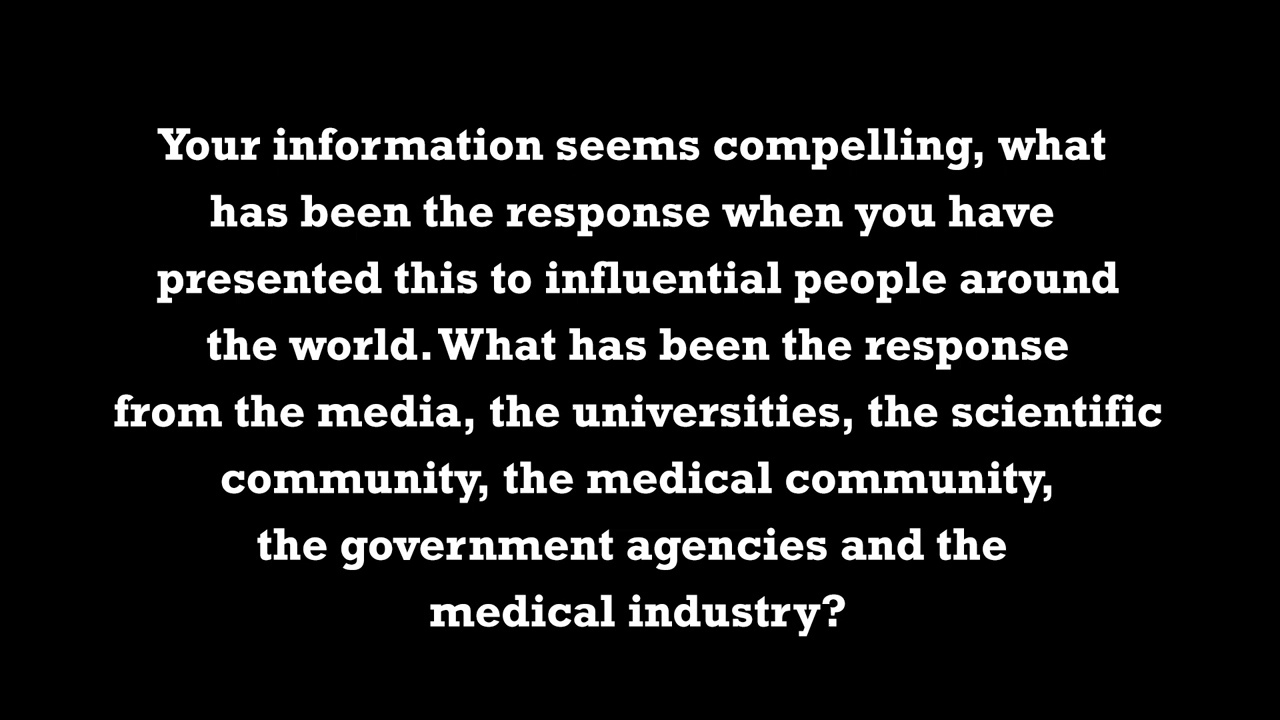 Your information seems compelling, what
has been the response when you have
presented this to influential people around
the world. What has been the response
from the media, the universities, the scientific
community, the medical community,
the government agencies and the
medical industry?